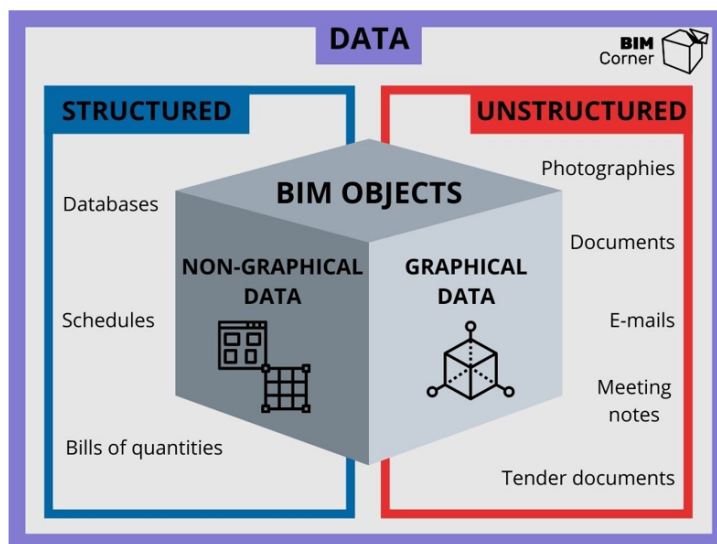 DATA
BIM
Corner
STRUCTURED
UNSTRUCTURED
BIM OBJECTS
NON-GRAPHICAL
DATA
GRAPHICAL
DATA
Databases
Schedules
Bills of quantities
Photographies
Documents
E-mails
Meeting
notes
Tender documents